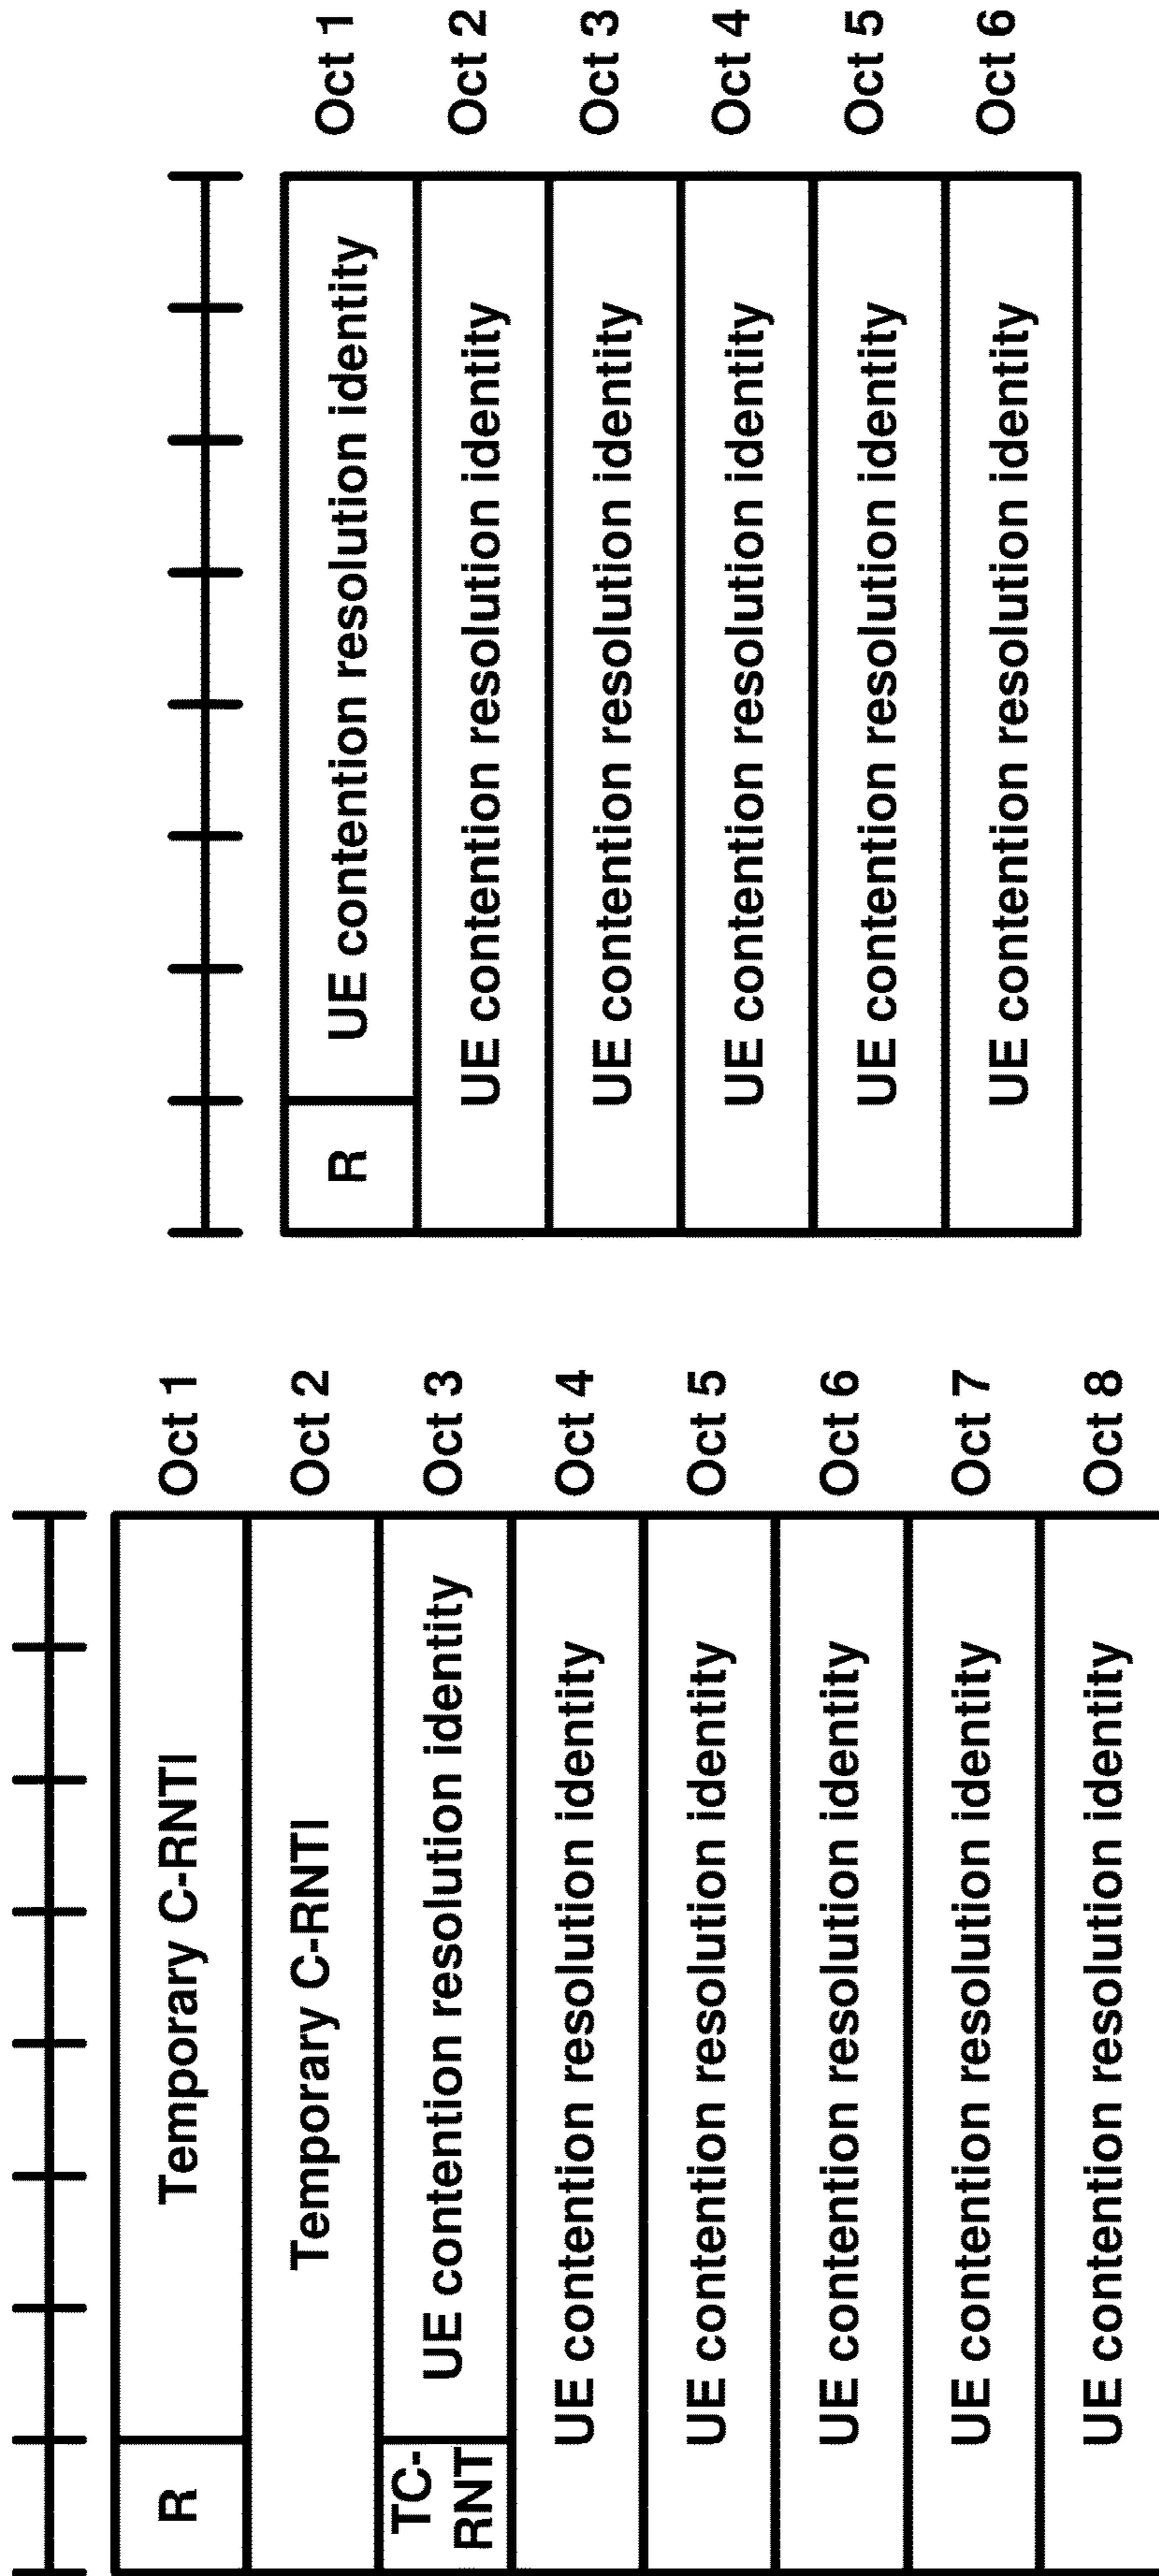 R Temporary C-RNTI Oct 1
Temporary C-RNTI Oct 2
TC-
RNT
UE contention resolution identity Oct 3
UE contention resolution identity Oct 4
UE contention resolution identity Oct 5
UE contention resolution identity Oct 6
UE contention resolution identity Oct 7
UE contention resolution identity Oct 8
R UE contention resolution identity Oct 1
UE contention resolution identity Oct 2
UE contention resolution identity Oct 3
UE contention resolution identity Oct 4
UE contention resolution identity Oct 5
UE contention resolution identity Oct 6